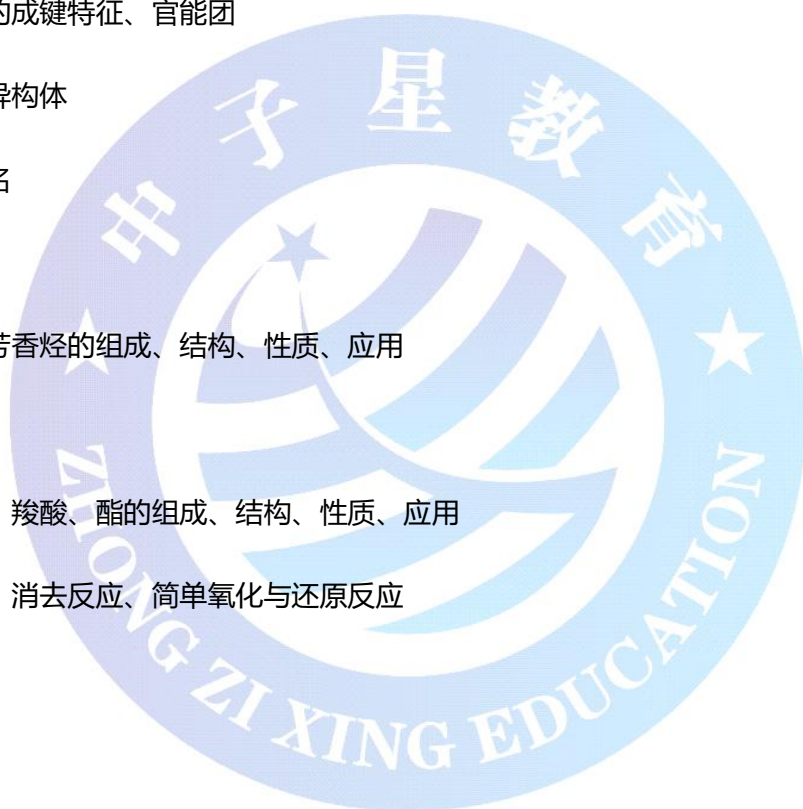 的成键特征、官能团
异构体
名
芳香烃的组成、结构、性质、应用
羧酸、酯的组成、结构、性质、应用
消去反应、简单氧化与还原反应
中子星教育
ZHONG ZI XING EDUCATION